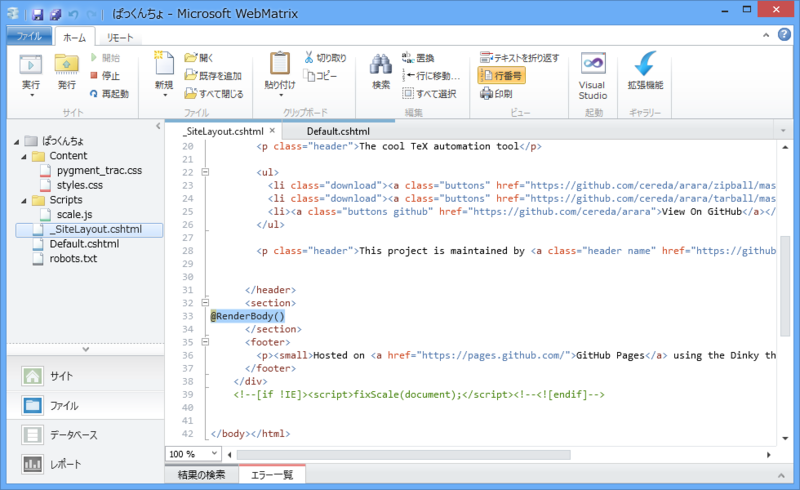 ぱっくんちょ - Microsoft WebMatrix
ファイル ホーム リモート
実行 発行 開始 停止 再起動 新規 開く 既存を追加 すべて閉じる 貼り付け 切り取り コピー 検索 置換 行に移動... すべて選択 テキストを折り返す 行番号 印刷 Visual Studio 拡張機能
サイト ファイル クリップボード 編集 ビュー 起動 ギャラリー
ぱっくんちょ
Content
pygment_trac.css
styles.css
Scripts
scale.js
_SiteLayout.cshtml
Default.cshtml
robots.txt
サイト
ファイル
データベース
レポート
_SiteLayout.cshtml × Default.cshtml
20 <p class="header">The cool TeX automation tool</p>
21
22 <ul>
23 <li class="download"><a class="buttons" href="https://github.com/cereda/arara/zipball/mas
24 <li class="download"><a class="buttons" href="https://github.com/cereda/arara/tarball/mas
25 <li><a class="buttons github" href="https://github.com/cereda/arara">View On GitHub</a></
26 </ul>
27
28 <p class="header">This project is maintained by <a class="header name" href="https://github
29
30
31 </header>
32 <section>
33 @RenderBody()
34 </section>
35 <footer>
36 <p><small>Hosted on <a href="https://pages.github.com/">GitHub Pages</a> using the Dinky th
37 </footer>
38 </div>
39 <!--[if !IE]><script>fixScale(document);</script><!--<![endif]-->
40
41
42 </body></html>
100 %
結果の検索 エラー一覧